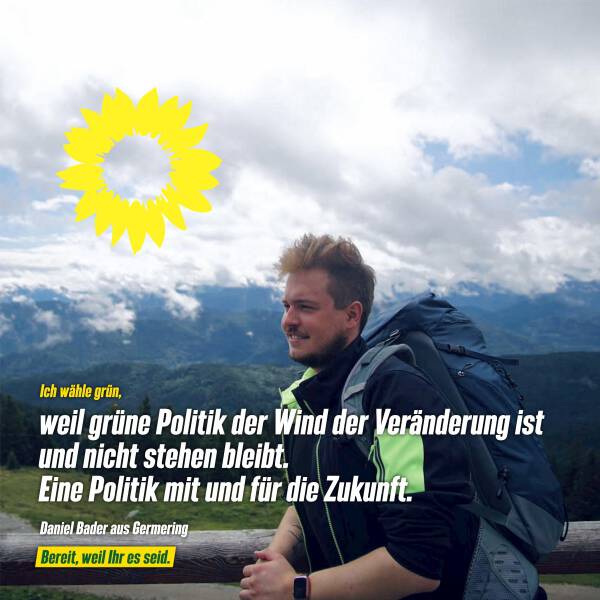 Ich wähle grün,
weil grüne Politik der Wind der Veränderung ist
und nicht stehen bleibt.
Eine Politik mit und für die Zukunft.
Daniel Bader aus Germering
Bereit, weil Ihr es seid.